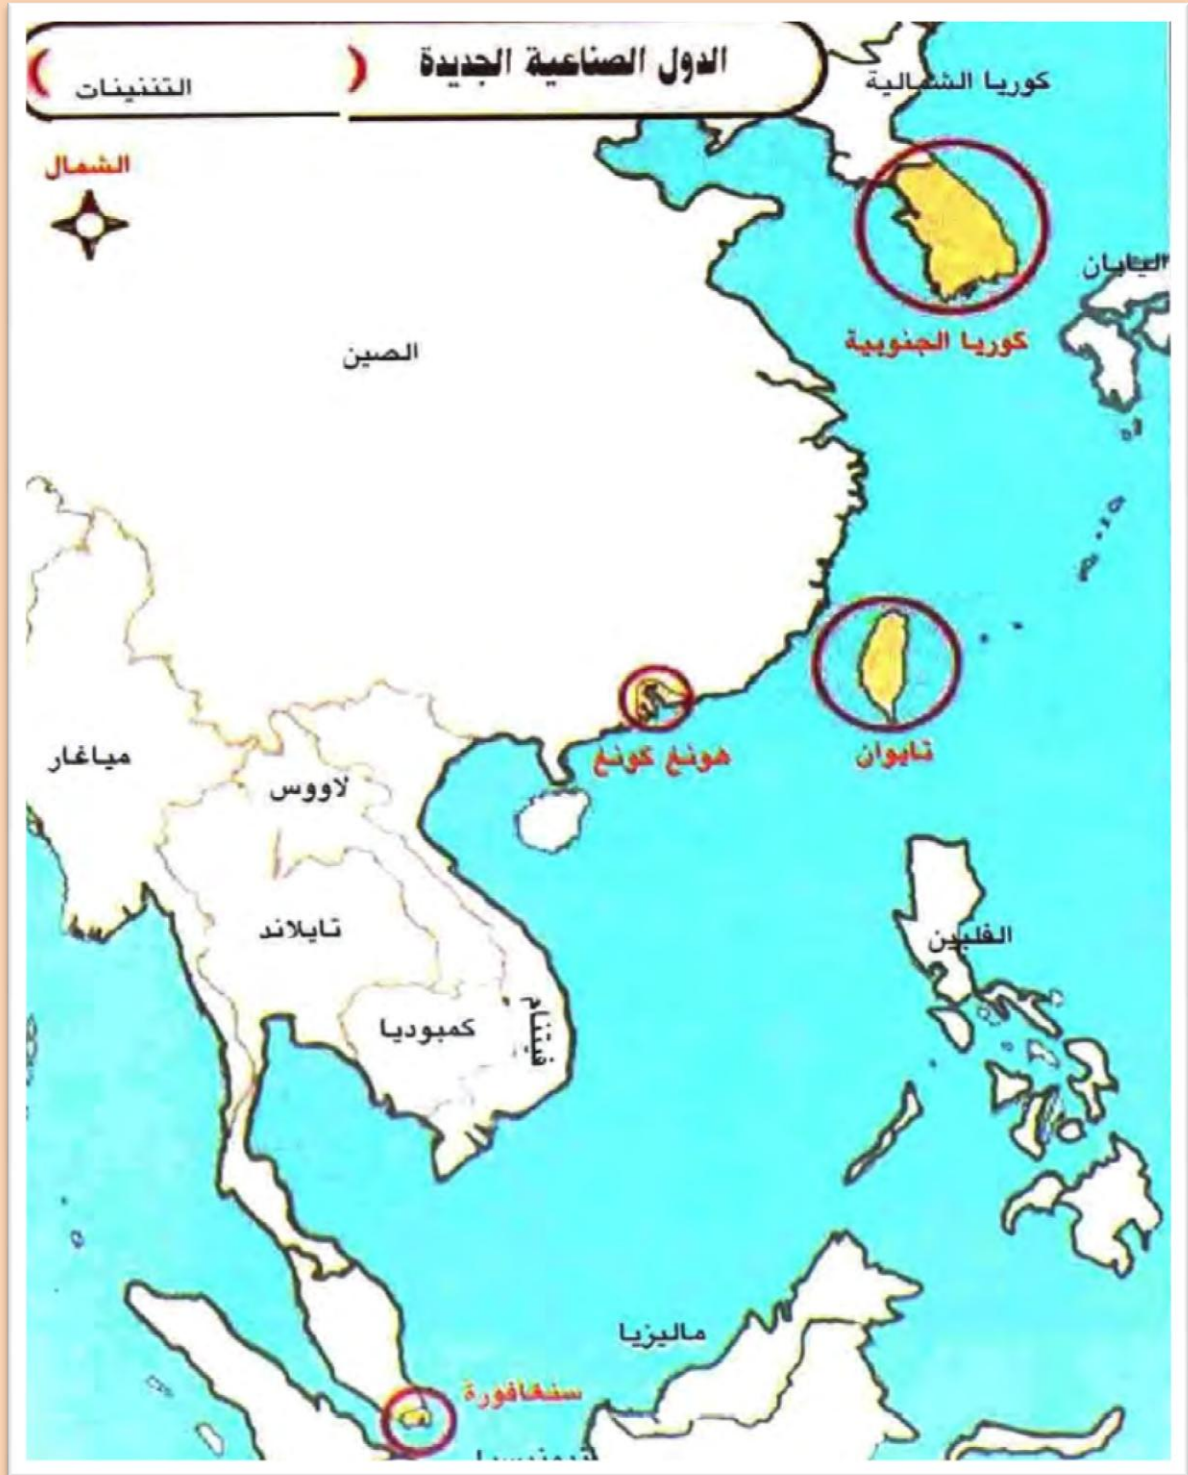 الدول الصناعية الجديدة
( التنينات )
كوريا الشمالية
الشمال
اليابان
كوريا الجنوبية
الصين
هونغ كونغ
تايوان
مياغار
لاووس
تايلاند
الفلبين
كمبوديا
فيتنام
ماليزيا
سنغافورة